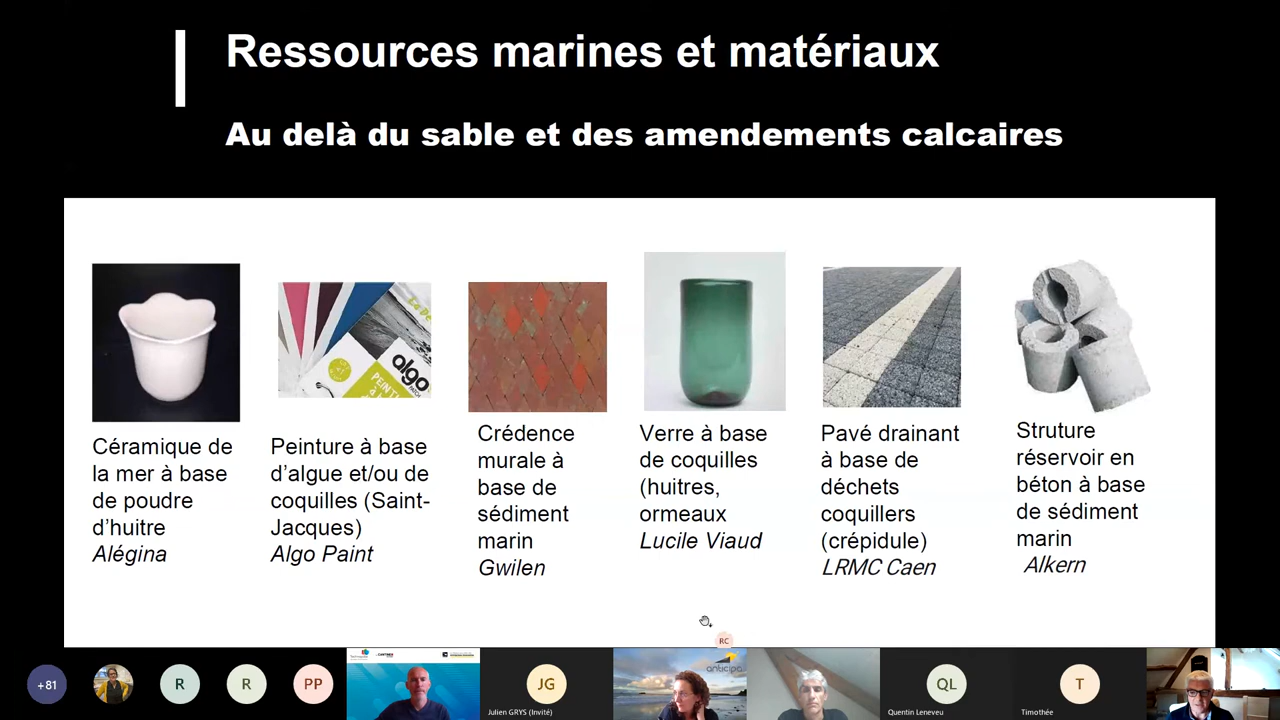 Ressources marines et matériaux
Au delà du sable et des amendements calcaires
algo
Céramique de
la mer à base
de poudre
d'huitre
Alégina
Peinture à base
d'algue et/ou de
coquilles (Saint-
Jacques)
Algo Paint
Crédence
murale à
base de
sédiment
marin
Gwilen
Verre à base
de coquilles
(huitres,
ormeaux
Lucile Viaud
Pavé drainant
à base de
déchets
coquillers
(crépidule)
LRMC Caen
Struture
réservoir en
béton à base
de sédiment
marin
Alkern
RC
+81
R
R
PP
JG
Julien GRYS (Invité)
anticipa
QL
Quentin Leneveu
T
Timothée